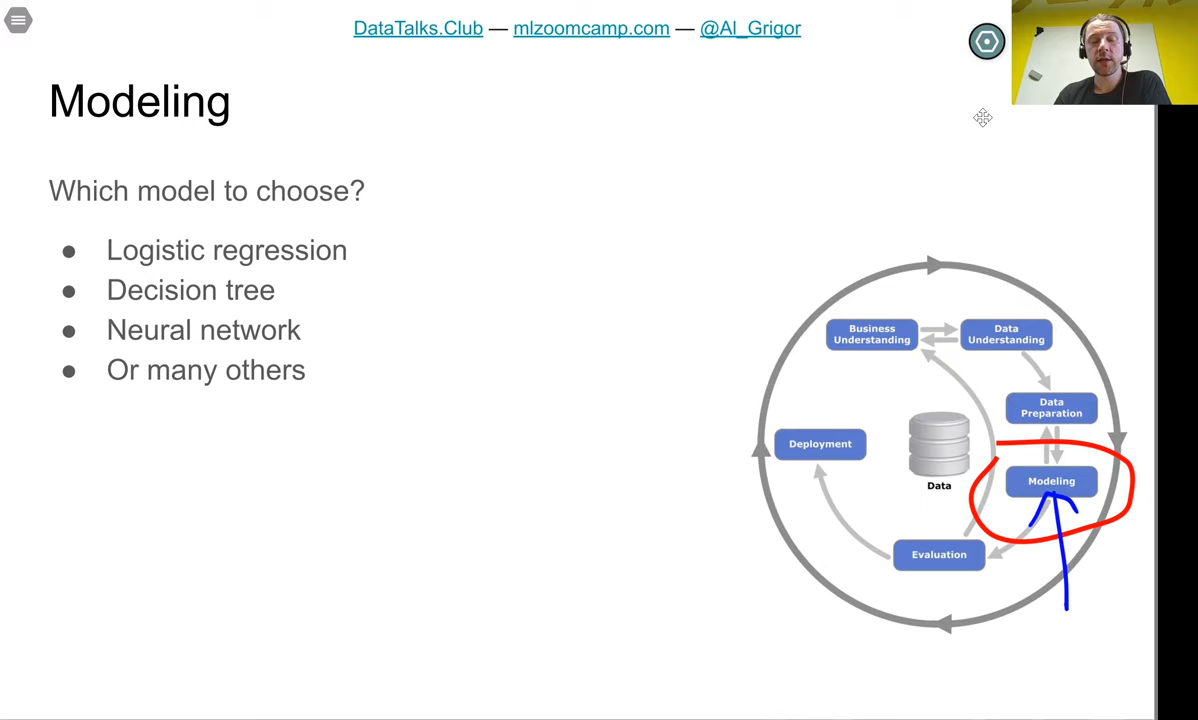 DataTalks.Club — mlzoomcamp.com — @Al_Grigor
Modeling
Which model to choose?
● Logistic regression
● Decision tree
● Neural network
● Or many others
Business
Understanding
Data
Understanding
Data
Preparation
Deployment
Modeling
Data
Evaluation